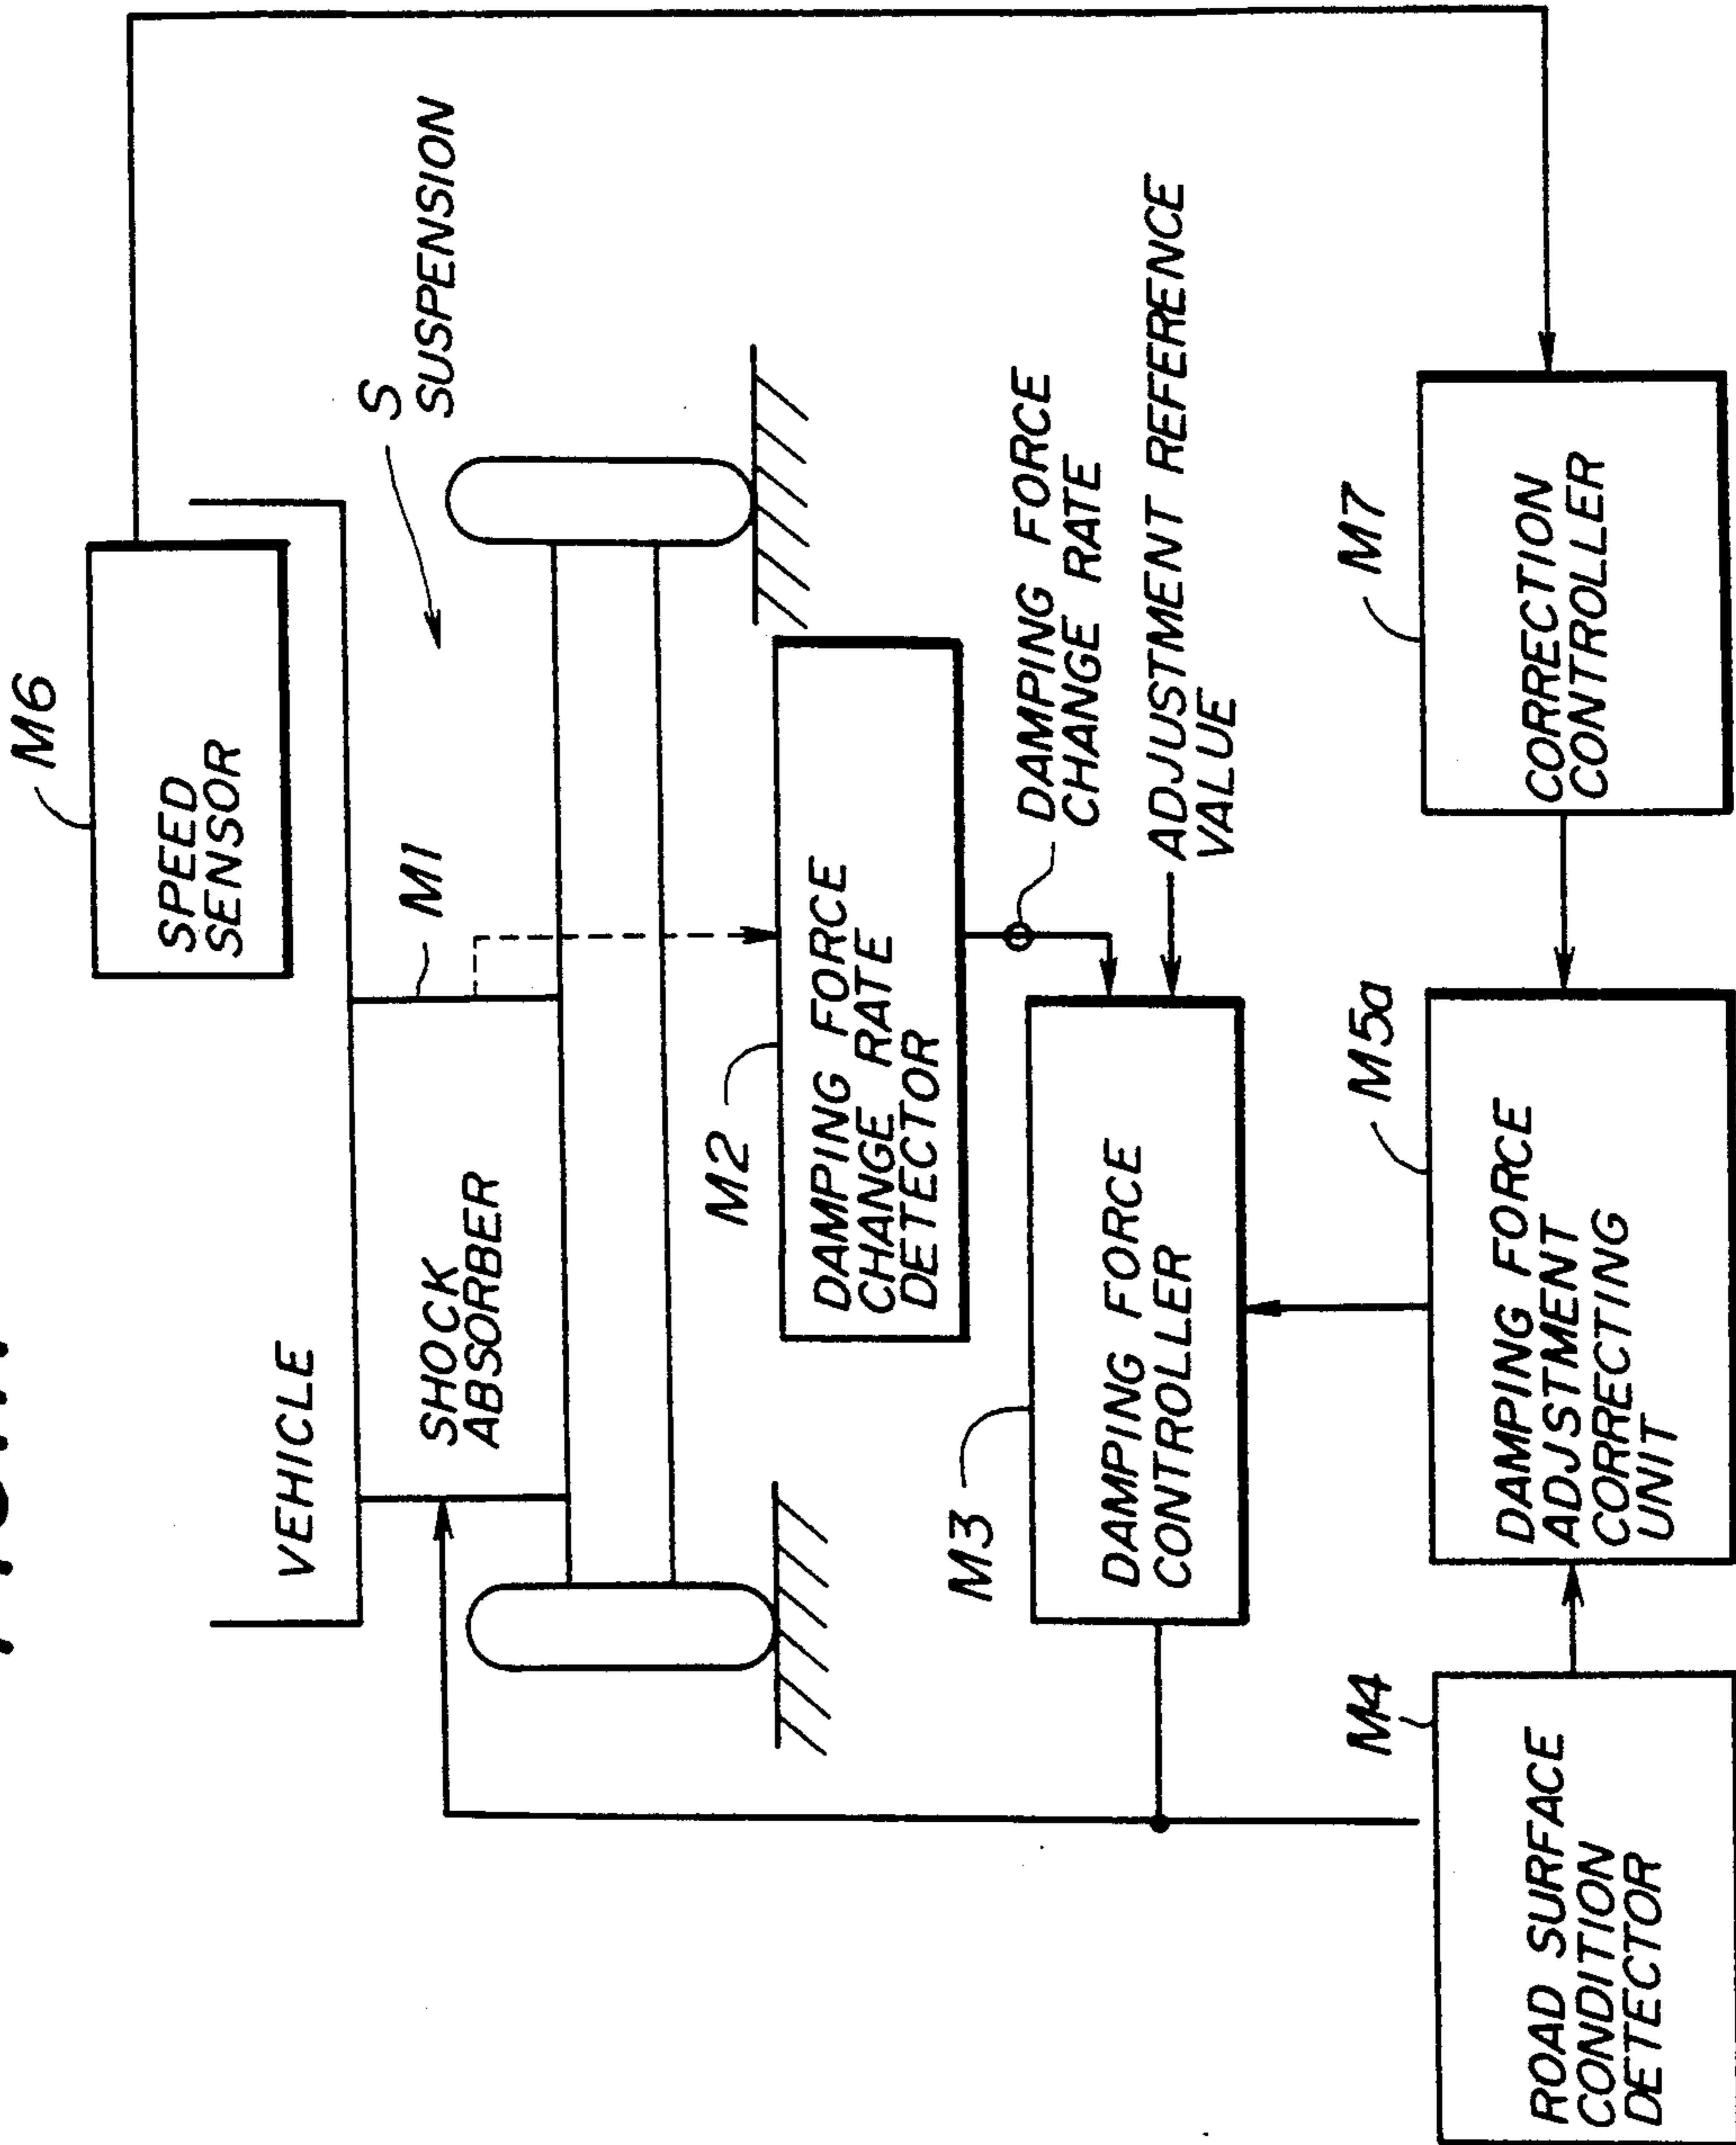 M6
SPEED
SENSOR
S
SUSPENSION
VEHICLE
M1
SHOCK
ABSORBER
M2
DAMPING FORCE
CHANGE RATE
DETECTOR
DAMPING FORCE
CHANGE RATE
ADJUSTMENT REFERENCE
VALUE
M3
DAMPING FORCE
CONTROLLER
M4
ROAD SURFACE
CONDITION
DETECTOR
M5a
DAMPING FORCE
ADJUSTMENT
CORRECTING
UNIT
M7
CORRECTION
CONTROLLER